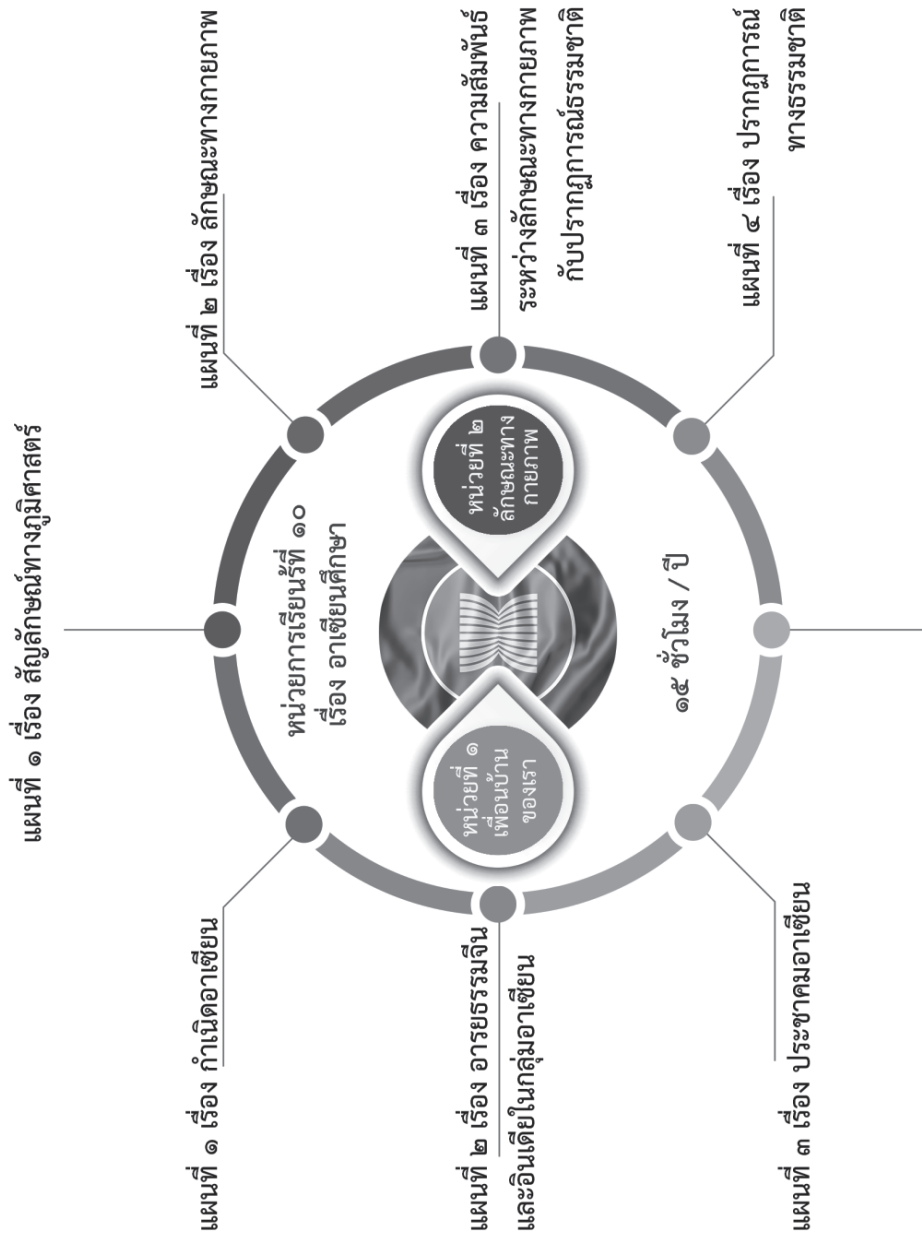 แผนที่ ๑ เรื่อง สัญลักษณ์ทางภูมิศาสตร์
แผนที่ ๑ เรื่อง กำเนิดอาเซียน
แผนที่ ๒ เรื่อง ลักษณะทางกายภาพ
หน่วยการเรียนรู้ที่ ๑๐
เรื่อง อาเซียนศึกษา
แผนที่ ๒ เรื่อง อารยธรรมจีน
และอินเดียในกลุ่มอาเซียน
หน่วยที่ ๑
เพื่อนบ้าน
ของเรา
หน่วยที่ ๒
ลักษณะทาง
กายภาพ
แผนที่ ๓ เรื่อง ความสัมพันธ์
ระหว่างลักษณะทางกายภาพ
กับปรากฏการณ์ธรรมชาติ
๑๕ ชั่วโมง / ปี
แผนที่ ๓ เรื่อง ประชาคมอาเซียน
แผนที่ ๔ เรื่อง ปรากฏการณ์
ทางธรรมชาติ